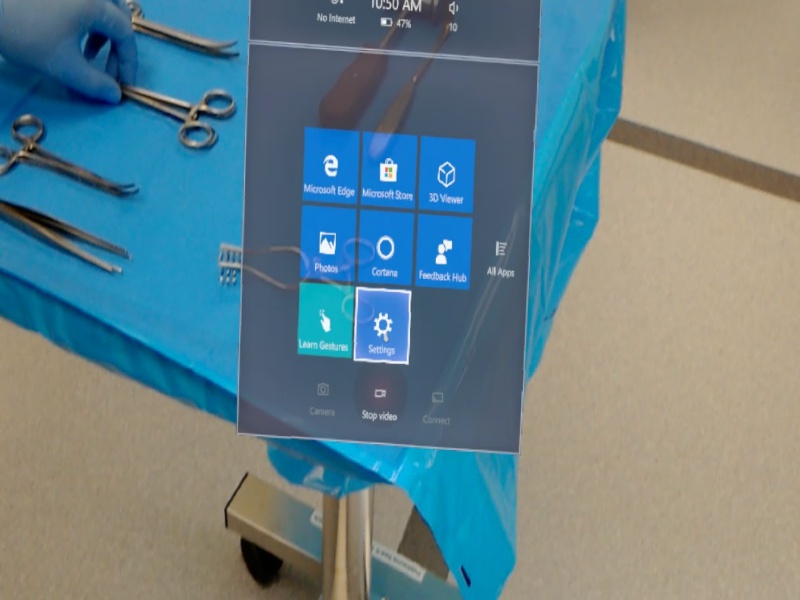 10:50 AM
No Internet
47%
10
Microsoft Edge
Microsoft Store
3D Viewer
Photos
Cortana
Feedback Hub
All Apps
Learn Gestures
Settings
Camera
Stop video
Connect